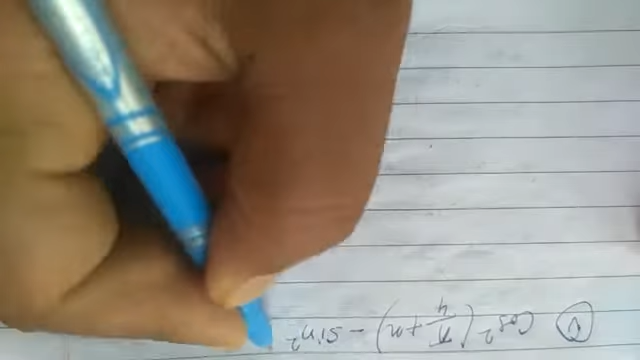 ① cos² (π/4 + x) - sin²